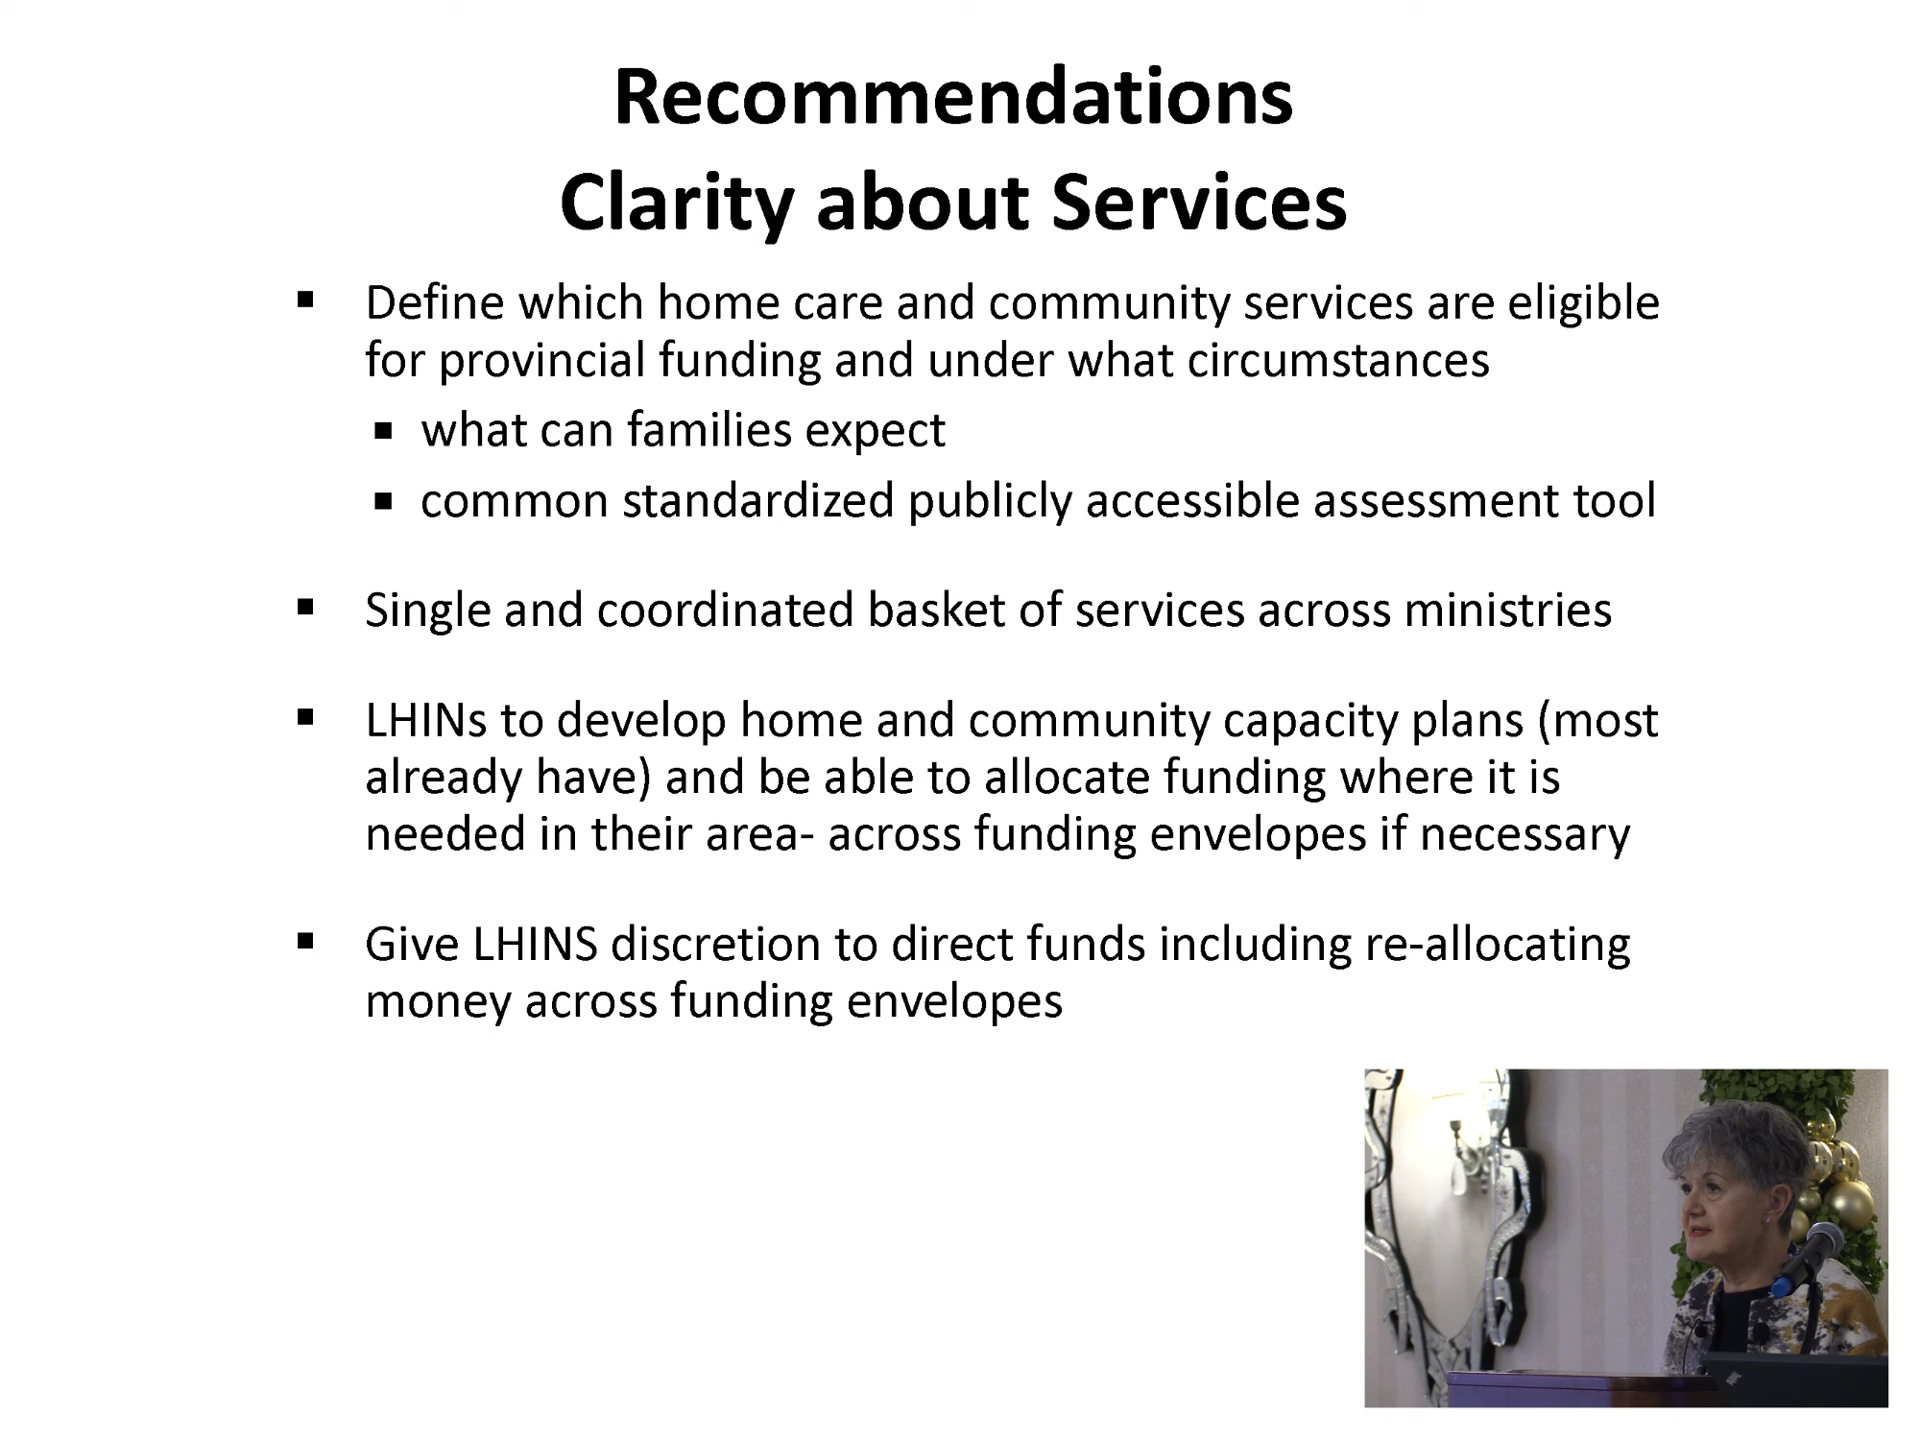 Recommendations
Clarity about Services
▪ Define which home care and community services are eligible
for provincial funding and under what circumstances
▪ what can families expect
▪ common standardized publicly accessible assessment tool
▪ Single and coordinated basket of services across ministries
▪ LHINs to develop home and community capacity plans (most
already have) and be able to allocate funding where it is
needed in their area- across funding envelopes if necessary
▪ Give LHINS discretion to direct funds including re-allocating
money across funding envelopes